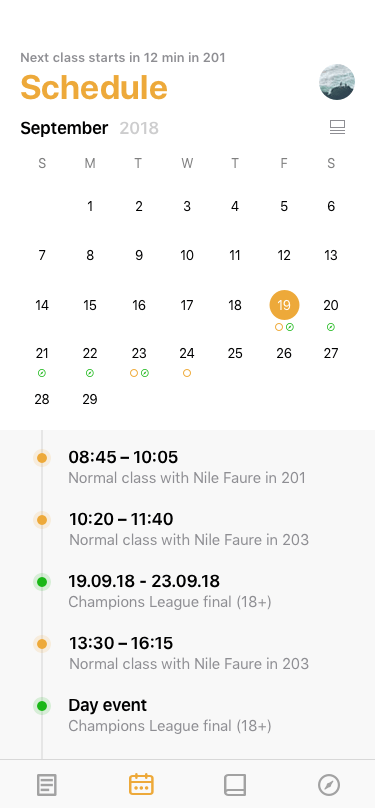 Next class starts in 12 min in 201
Schedule
September 2018
S M T W T F S
1 2 3 4 5 6
7 8 9 10 11 12 13
14 15 16 17 18 19 20
21 22 23 24 25 26 27
28 29
08:45 – 10:05
Normal class with Nile Faure in 201
10:20 – 11:40
Normal class with Nile Faure in 203
19.09.18 - 23.09.18
Champions League final (18+)
13:30 – 16:15
Normal class with Nile Faure in 203
Day event
Champions League final (18+)